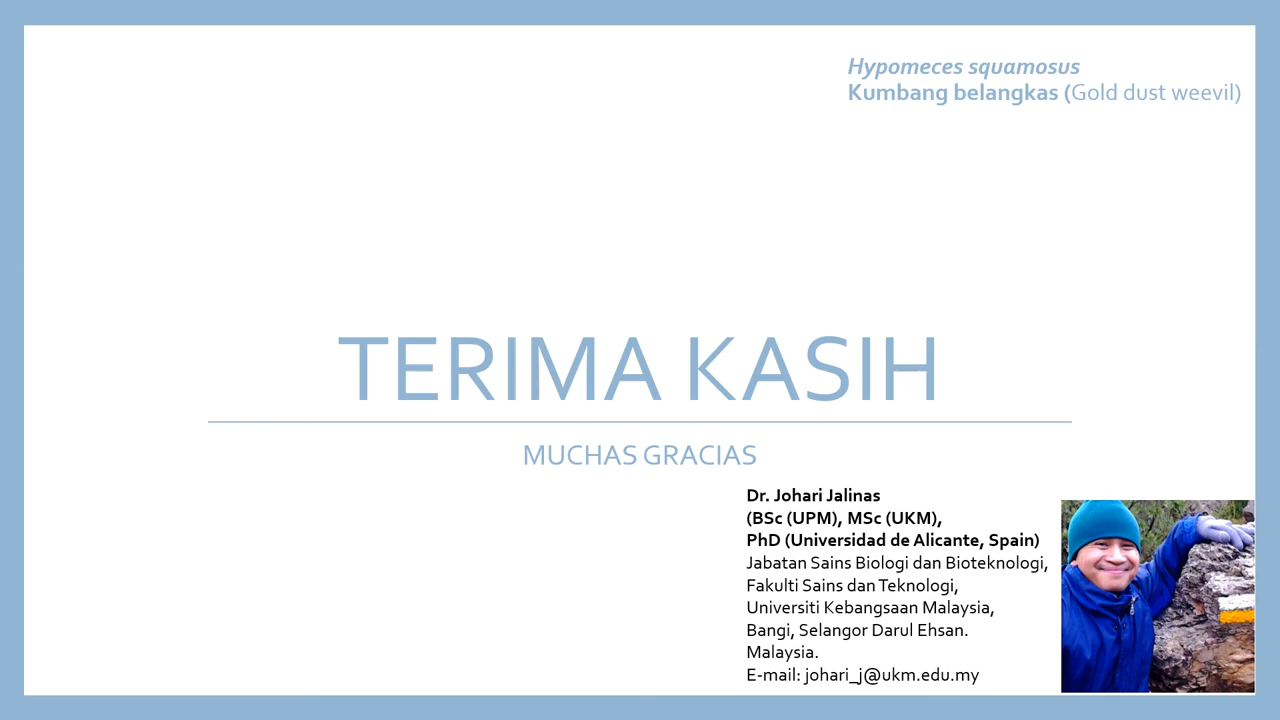 Hypomeces squamosus
Kumbang belangkas (Gold dust weevil)
TERIMA KASIH
MUCHAS GRACIAS
Dr. Johari Jalinas
(BSc (UPM), MSc (UKM),
PhD (Universidad de Alicante, Spain)
Jabatan Sains Biologi dan Bioteknologi,
Fakulti Sains dan Teknologi,
Universiti Kebangsaan Malaysia,
Bangi, Selangor Darul Ehsan.
Malaysia.
E-mail: johari_j@ukm.edu.my